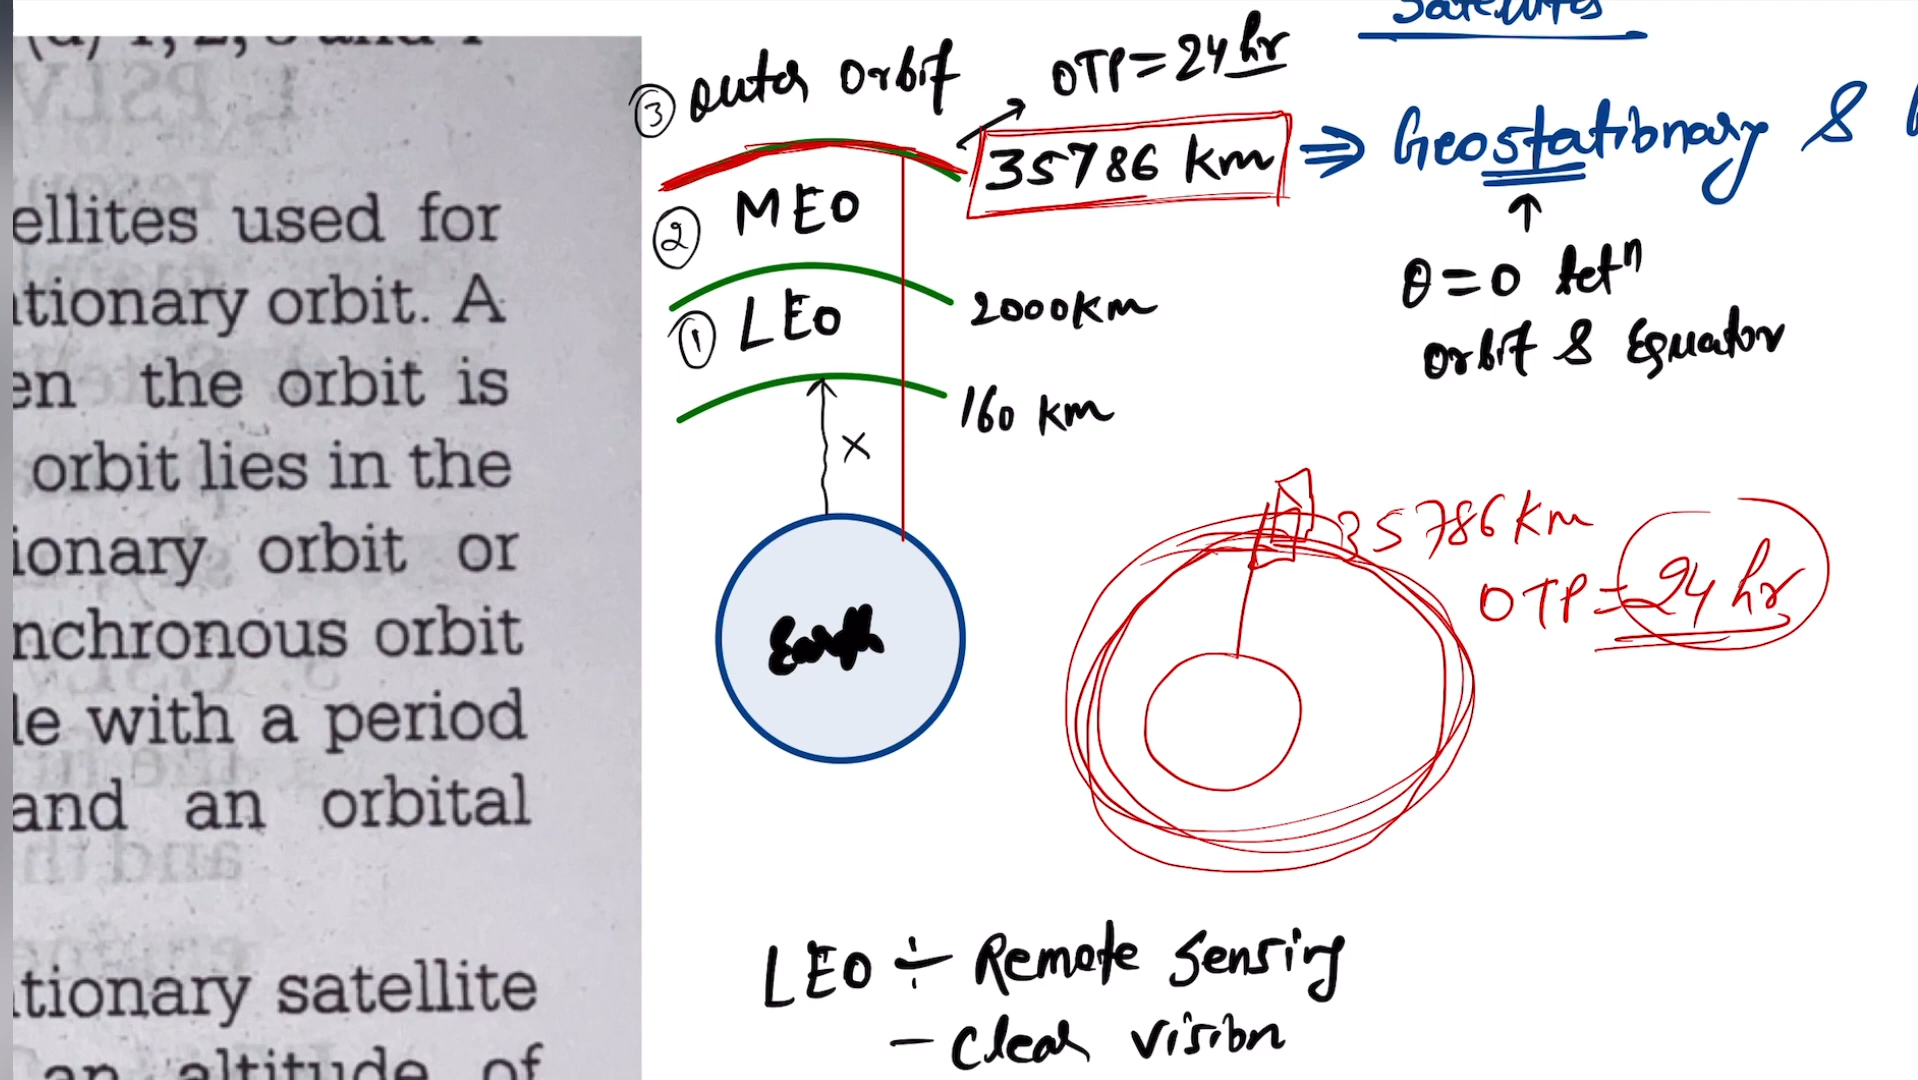 ellites used for
tionary orbit. A
en the orbit is
orbit lies in the
ionary orbit or
nchronous orbit
le with a period
and an orbital
tionary satellite
an altitude of
Satellites
③ outer orbit
OTP = 24 hr
35786 km ⇒ Geostationary &
② MEO
θ = 0 betⁿ
orbit & Equator
2000 km
① LEO
160 km
X
Earth
35786 km
OTP = 24 hr
LEO ÷ Remote Sensing
– Clear vision